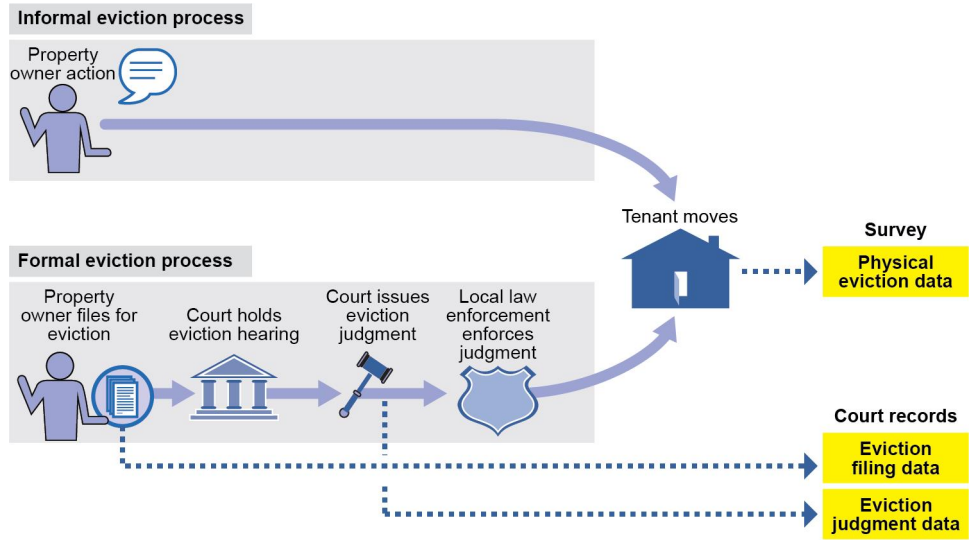 Informal eviction process
Property
owner action
Tenant moves
Survey
Physical
eviction data
Formal eviction process
Property
owner files for
eviction
Court holds
eviction hearing
Court issues
eviction
judgment
Local law
enforcement
enforces
judgment
Court records
Eviction
filing data
Eviction
judgment data